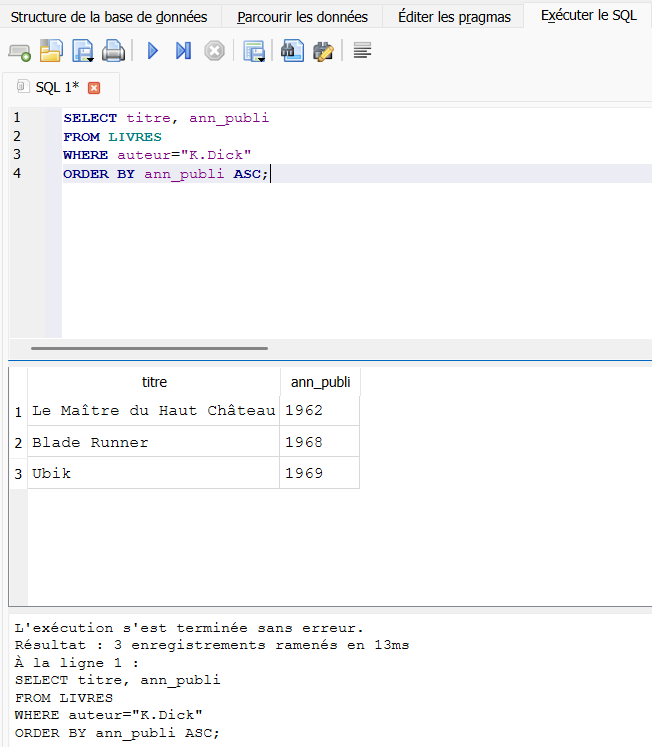 Structure de la base de données Parcourir les données Éditer les pragmas Exécuter le SQL
SQL 1*
1 SELECT titre, ann_publi
2 FROM LIVRES
3 WHERE auteur="K.Dick"
4 ORDER BY ann_publi ASC;
titre ann_publi
1 Le Maître du Haut Château 1962
2 Blade Runner 1968
3 Ubik 1969
L'exécution s'est terminée sans erreur.
Résultat : 3 enregistrements ramenés en 13ms
À la ligne 1 :
SELECT titre, ann_publi
FROM LIVRES
WHERE auteur="K.Dick"
ORDER BY ann_publi ASC;